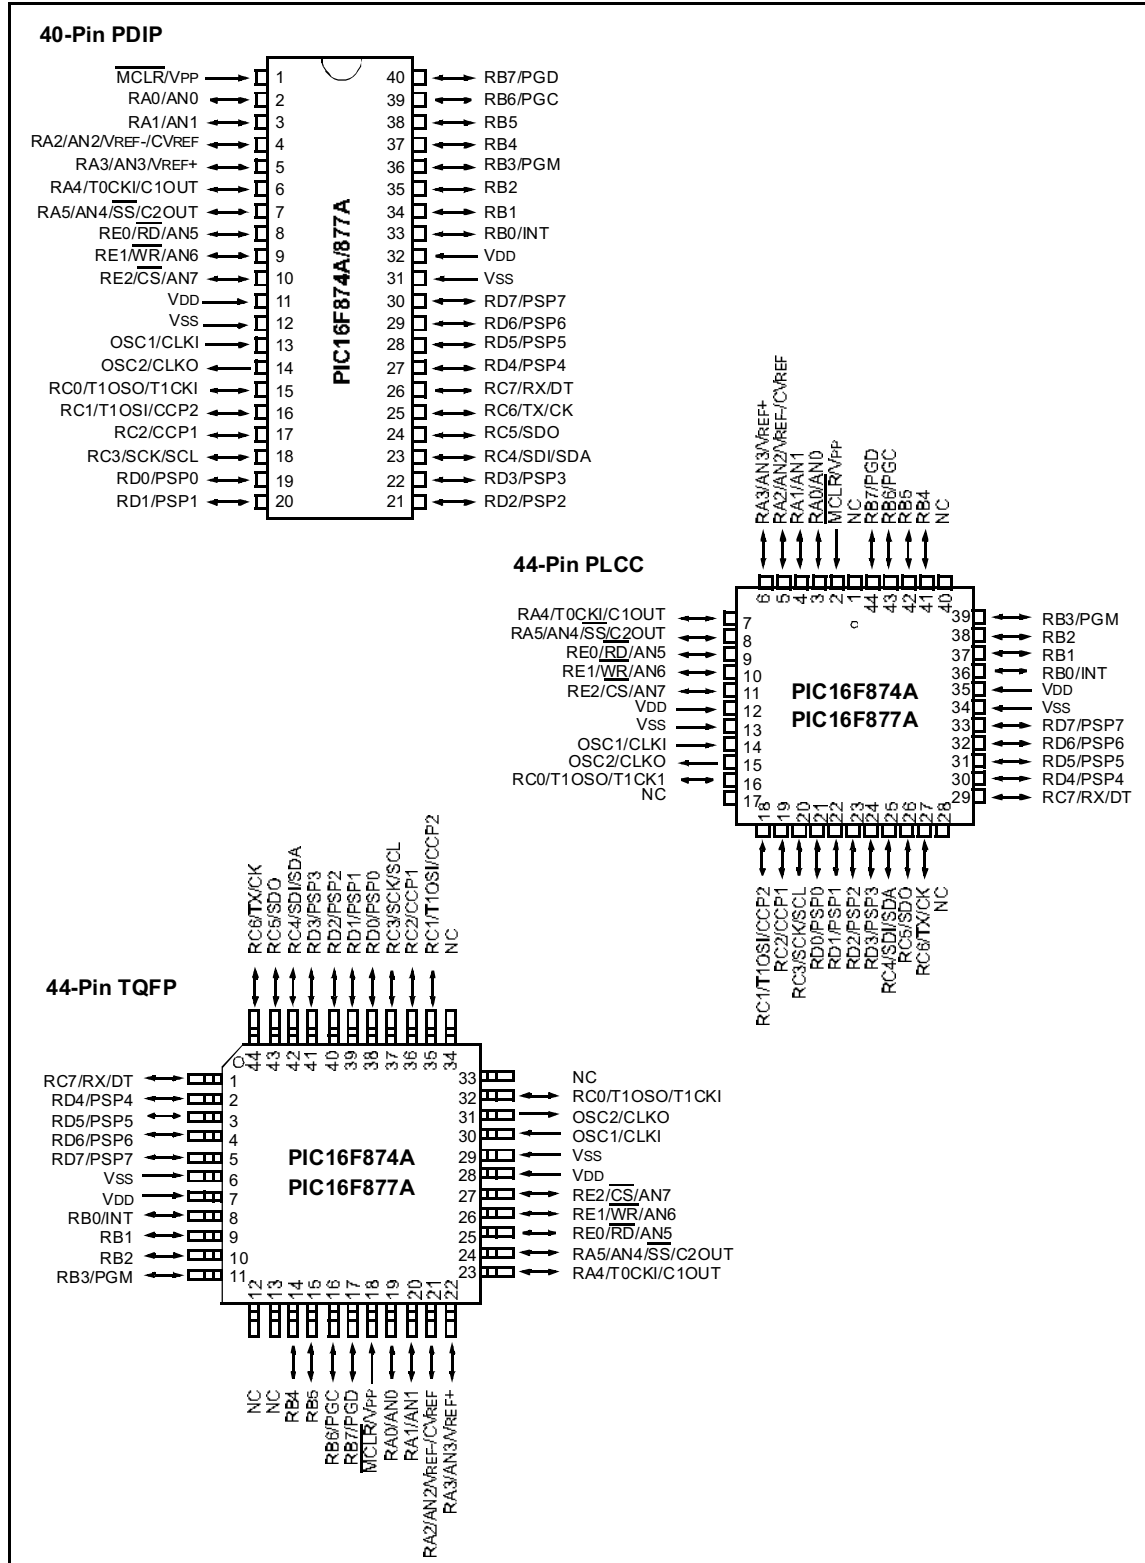 40-Pin PDIP
MCLR/VPP
RA0/AN0
RA1/AN1
RA2/AN2/VREF-/CVREF
RA3/AN3/VREF+
RA4/T0CKI/C1OUT
RA5/AN4/SS/C2OUT
RE0/RD/AN5
RE1/WR/AN6
RE2/CS/AN7
VDD
VSS
OSC1/CLKI
OSC2/CLKO
RC0/T1OSO/T1CKI
RC1/T1OSI/CCP2
RC2/CCP1
RC3/SCK/SCL
RD0/PSP0
RD1/PSP1
1
2
3
4
5
6
7
8
9
10
11
12
13
14
15
16
17
18
19
20
PIC16F874A/877A
40
39
38
37
36
35
34
33
32
31
30
29
28
27
26
25
24
23
22
21
RB7/PGD
RB6/PGC
RB5
RB4
RB3/PGM
RB2
RB1
RB0/INT
VDD
VSS
RD7/PSP7
RD6/PSP6
RD5/PSP5
RD4/PSP4
RC7/RX/DT
RC6/TX/CK
RC5/SDO
RC4/SDI/SDA
RD3/PSP3
RD2/PSP2
44-Pin PLCC
RA3/AN3/VREF+
RA2/AN2/VREF-/CVREF
RA1/AN1
RA0/AN0
MCLR/VPP
NC
RB7/PGD
RB6/PGC
RB5
RB4
NC
6
5
4
3
2
1
44
43
42
41
40
RA4/T0CKI/C1OUT
RA5/AN4/SS/C2OUT
RE0/RD/AN5
RE1/WR/AN6
RE2/CS/AN7
VDD
VSS
OSC1/CLKI
OSC2/CLKO
RC0/T1OSO/T1CK1
NC
7
8
9
10
11
12
13
14
15
16
17
PIC16F874A
PIC16F877A
39
38
37
36
35
34
33
32
31
30
29
RB3/PGM
RB2
RB1
RB0/INT
VDD
VSS
RD7/PSP7
RD6/PSP6
RD5/PSP5
RD4/PSP4
RC7/RX/DT
18
19
20
21
22
23
24
25
26
27
28
RC1/T1OSI/CCP2
RC2/CCP1
RC3/SCK/SCL
RD0/PSP0
RD1/PSP1
RD2/PSP2
RD3/PSP3
RC4/SDI/SDA
RC5/SDO
RC6/TX/CK
NC
44-Pin TQFP
RC6/TX/CK
RC5/SDO
RC4/SDI/SDA
RD3/PSP3
RD2/PSP2
RD1/PSP1
RD0/PSP0
RC3/SCK/SCL
RC2/CCP1
RC1/T1OSI/CCP2
NC
44
43
42
41
40
39
38
37
36
35
34
RC7/RX/DT
RD4/PSP4
RD5/PSP5
RD6/PSP6
RD7/PSP7
VSS
VDD
RB0/INT
RB1
RB2
RB3/PGM
1
2
3
4
5
6
7
8
9
10
11
PIC16F874A
PIC16F877A
33
32
31
30
29
28
27
26
25
24
23
NC
RC0/T1OSO/T1CKI
OSC2/CLKO
OSC1/CLKI
VSS
VDD
RE2/CS/AN7
RE1/WR/AN6
RE0/RD/AN5
RA5/AN4/SS/C2OUT
RA4/T0CKI/C1OUT
12
13
14
15
16
17
18
19
20
21
22
NC
NC
RB4
RB5
RB6/PGC
RB7/PGD
MCLR/VPP
RA0/AN0
RA1/AN1
RA2/AN2/VREF-/CVREF
RA3/AN3/VREF+